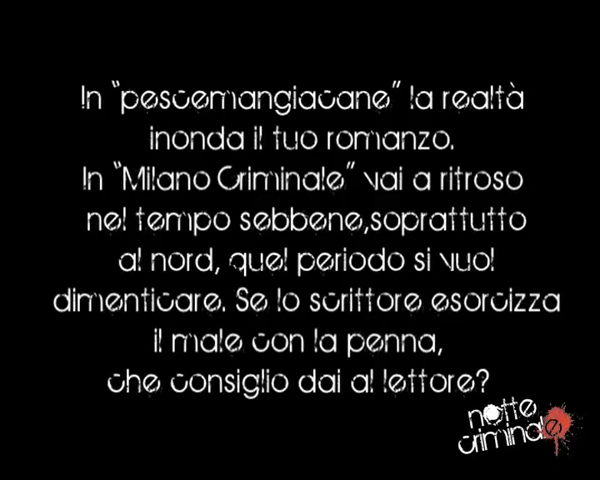 In "pescemangiacane" la realtà
inonda il tuo romanzo.
In "Milano Criminale" vai a ritroso
nel tempo sebbene,soprattutto
al nord, quel periodo si vuol
dimenticare. Se lo scrittore esorcizza
il male con la penna,
che consiglio dai al lettore?
notte
criminale